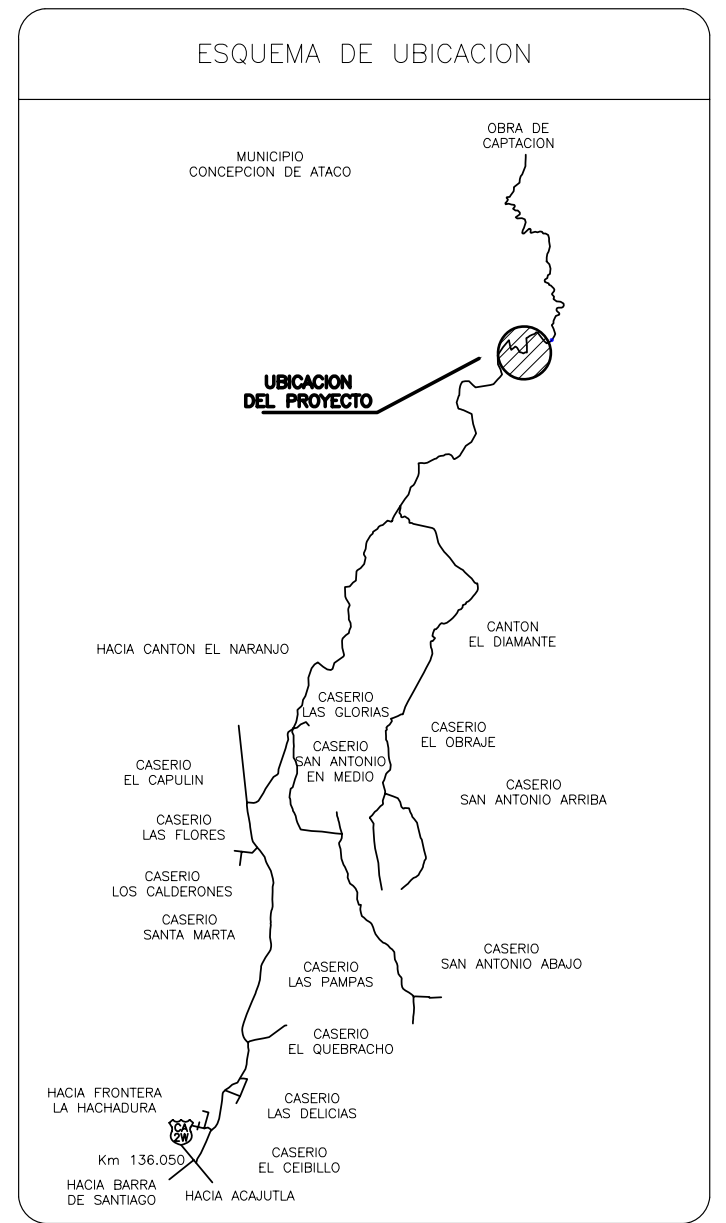 ESQUEMA DE UBICACION
OBRA DE
CAPTACION
MUNICIPIO
CONCEPCION DE ATACO
UBICACION
DEL PROYECTO
CANTON
EL DIAMANTE
HACIA CANTON EL NARANJO
CASERIO
LAS GLORIAS
CASERIO
EL OBRAJE
CASERIO
SAN ANTONIO
EN MEDIO
CASERIO
EL CAPULIN
CASERIO
SAN ANTONIO ARRIBA
CASERIO
LAS FLORES
CASERIO
LOS CALDERONES
CASERIO
SANTA MARTA
CASERIO
SAN ANTONIO ABAJO
CASERIO
LAS PAMPAS
CASERIO
EL QUEBRACHO
HACIA FRONTERA
LA HACHADURA
CASERIO
LAS DELICIAS
CA
2W
Km 136.050
CASERIO
EL CEIBILLO
HACIA BARRA
DE SANTIAGO
HACIA ACAJUTLA